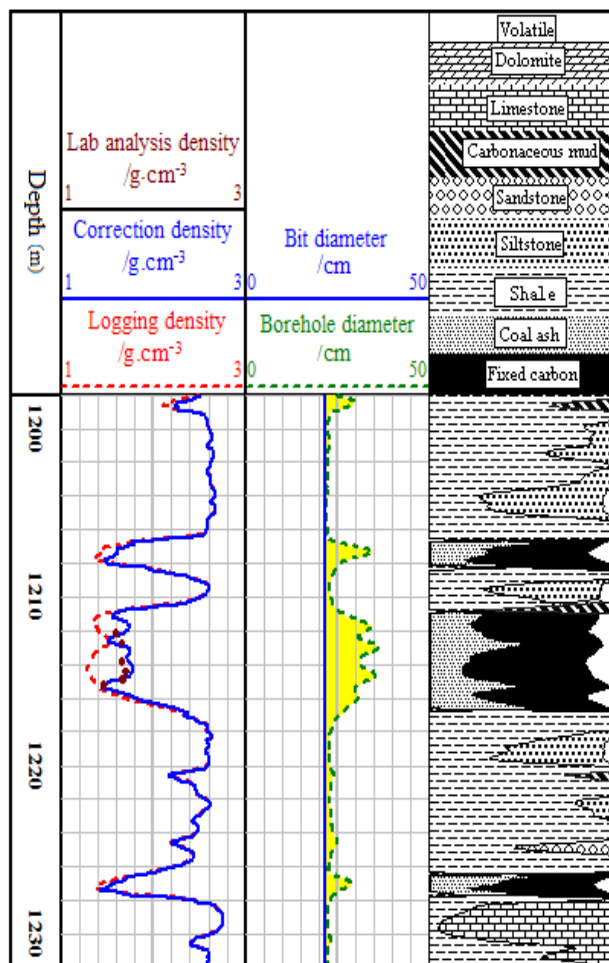 Depth (m)
Lab analysis density
/g·cm-3
1 3
Correction density
/g.cm-3
1 3
Logging density
/g.cm-3
1 3
Bit diameter
/cm
0 50
Borehole diameter
/cm
0 50
Volatile
Dolomite
Limestone
Carbonaceous mud
Sandstone
Siltstone
Shale
Coal ash
Fixed carbon
1200
1210
1220
1230